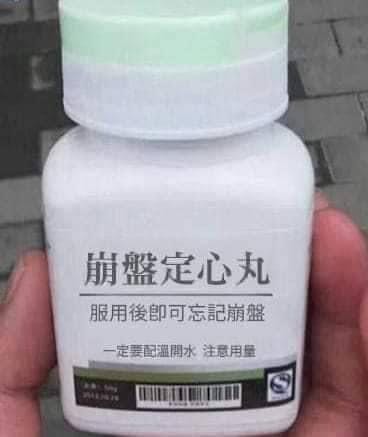 崩盤定心丸
服用後即可忘記崩盤
一定要配溫開水 注意用量